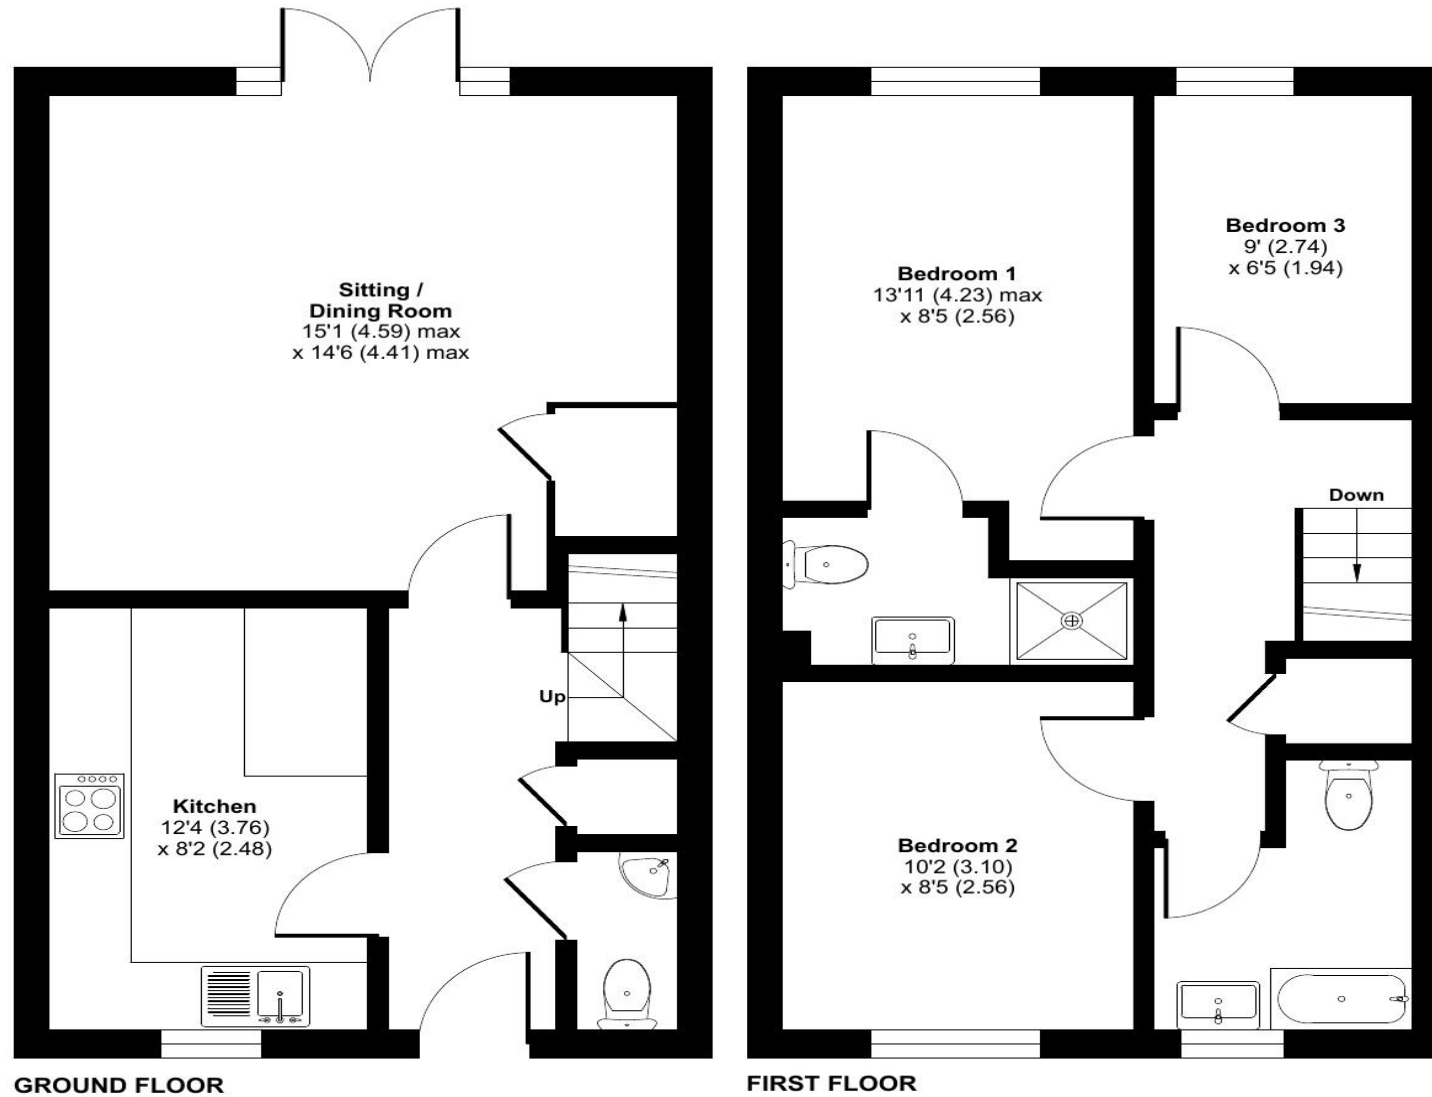 Sitting /
Dining Room
15'1 (4.59) max
x 14'6 (4.41) max
Kitchen
12'4 (3.76)
x 8'2 (2.48)
Up
GROUND FLOOR
Bedroom 1
13'11 (4.23) max
x 8'5 (2.56)
Bedroom 3
9' (2.74)
x 6'5 (1.94)
Down
Bedroom 2
10'2 (3.10)
x 8'5 (2.56)
FIRST FLOOR